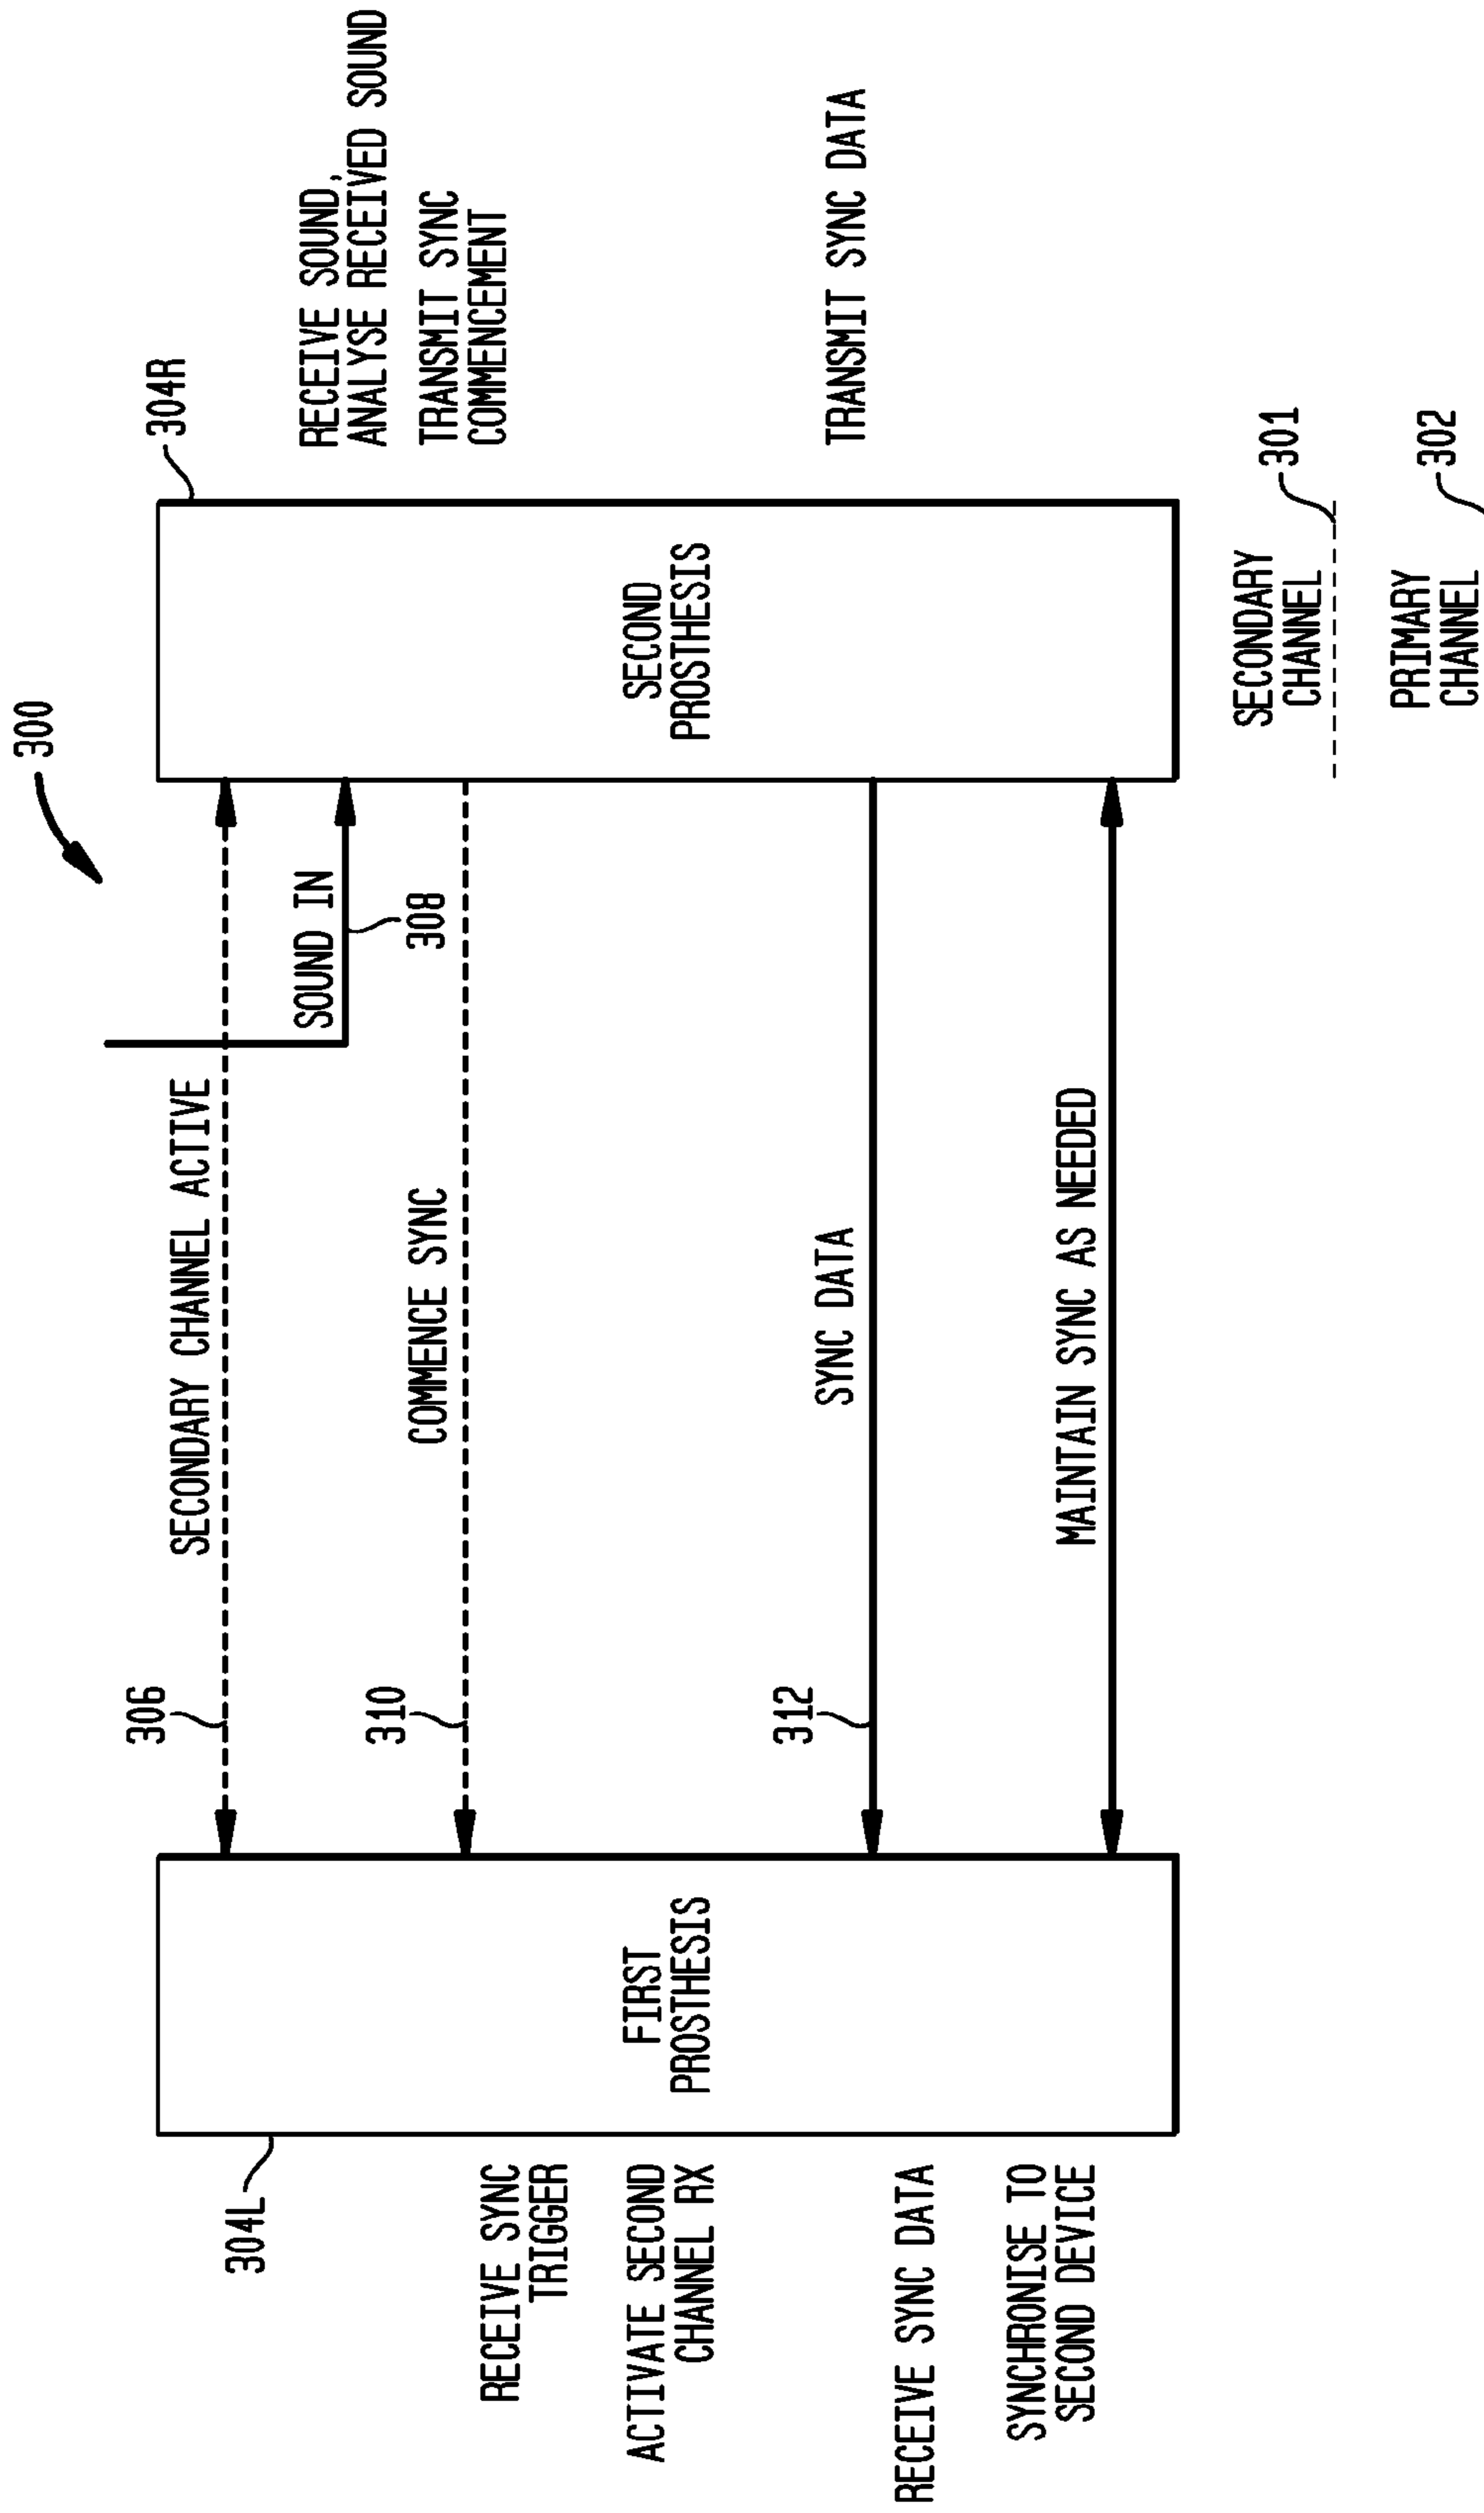 300
304L
304R
306
SECONDARY CHANNEL ACTIVE
SOUND IN
308
RECEIVE SOUND,
ANALYSE RECEIVED SOUND
310
COMMENCE SYNC
TRANSMIT SYNC
COMMENCEMENT
RECEIVE SYNC
TRIGGER
FIRST
PROSTHESIS
SECOND
PROSTHESIS
ACTIVATE SECOND
CHANNEL RX
312
SYNC DATA
TRANSMIT SYNC DATA
RECEIVE SYNC DATA
SYNCHRONISE TO
SECOND DEVICE
MAINTAIN SYNC AS NEEDED
SECONDARY
CHANNEL
301
PRIMARY
CHANNEL
302